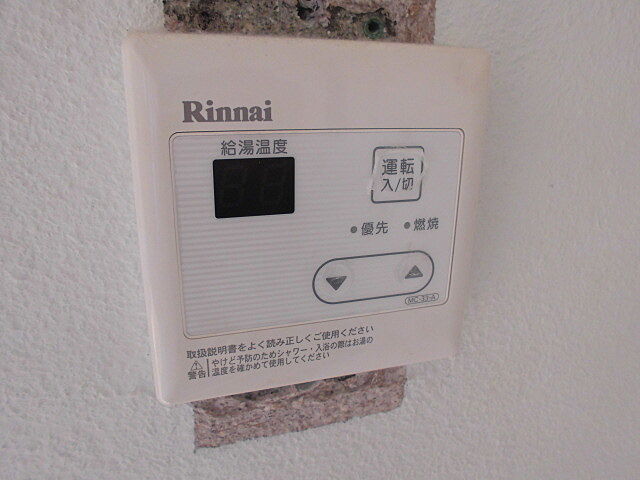 Rinnai
給湯温度
運転
入/切
優先
燃焼
MC-33-A
取扱説明書をよく読み正しくご使用ください
警告
やけど予防のためシャワー・入浴の際はお湯の
温度を確かめて使用してください